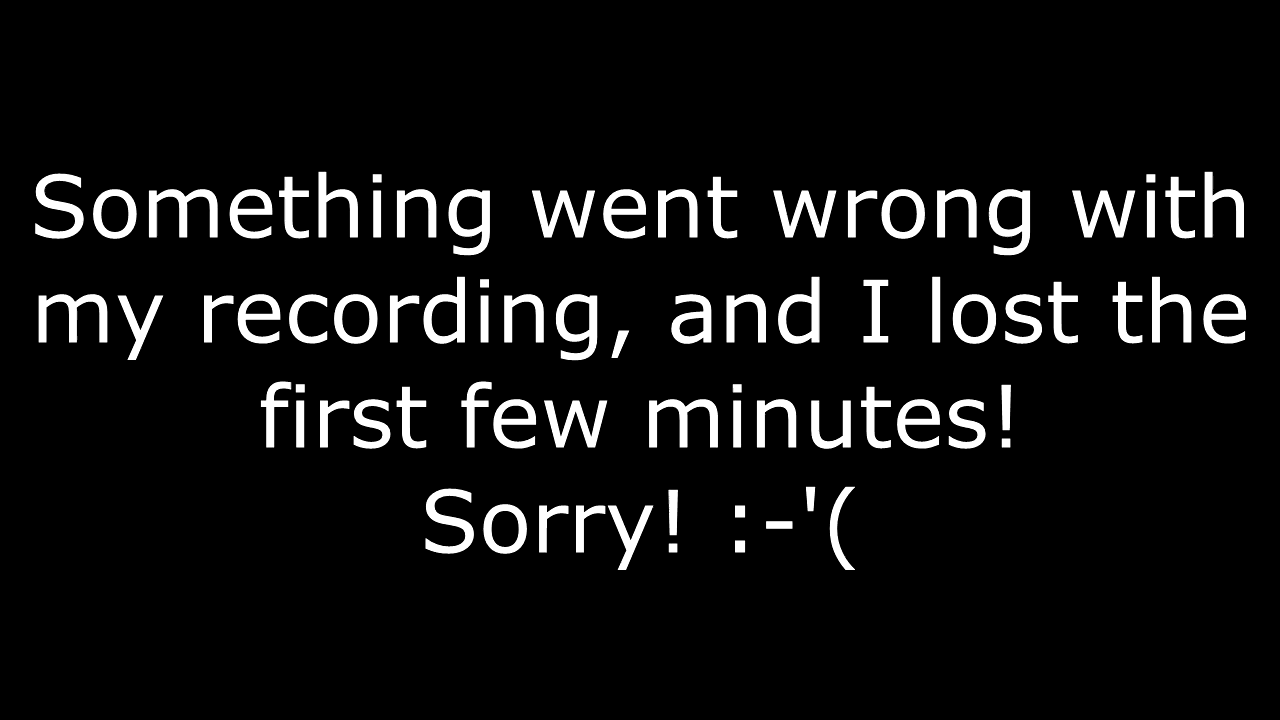 Something went wrong with
my recording, and I lost the
first few minutes!
Sorry! :-'(